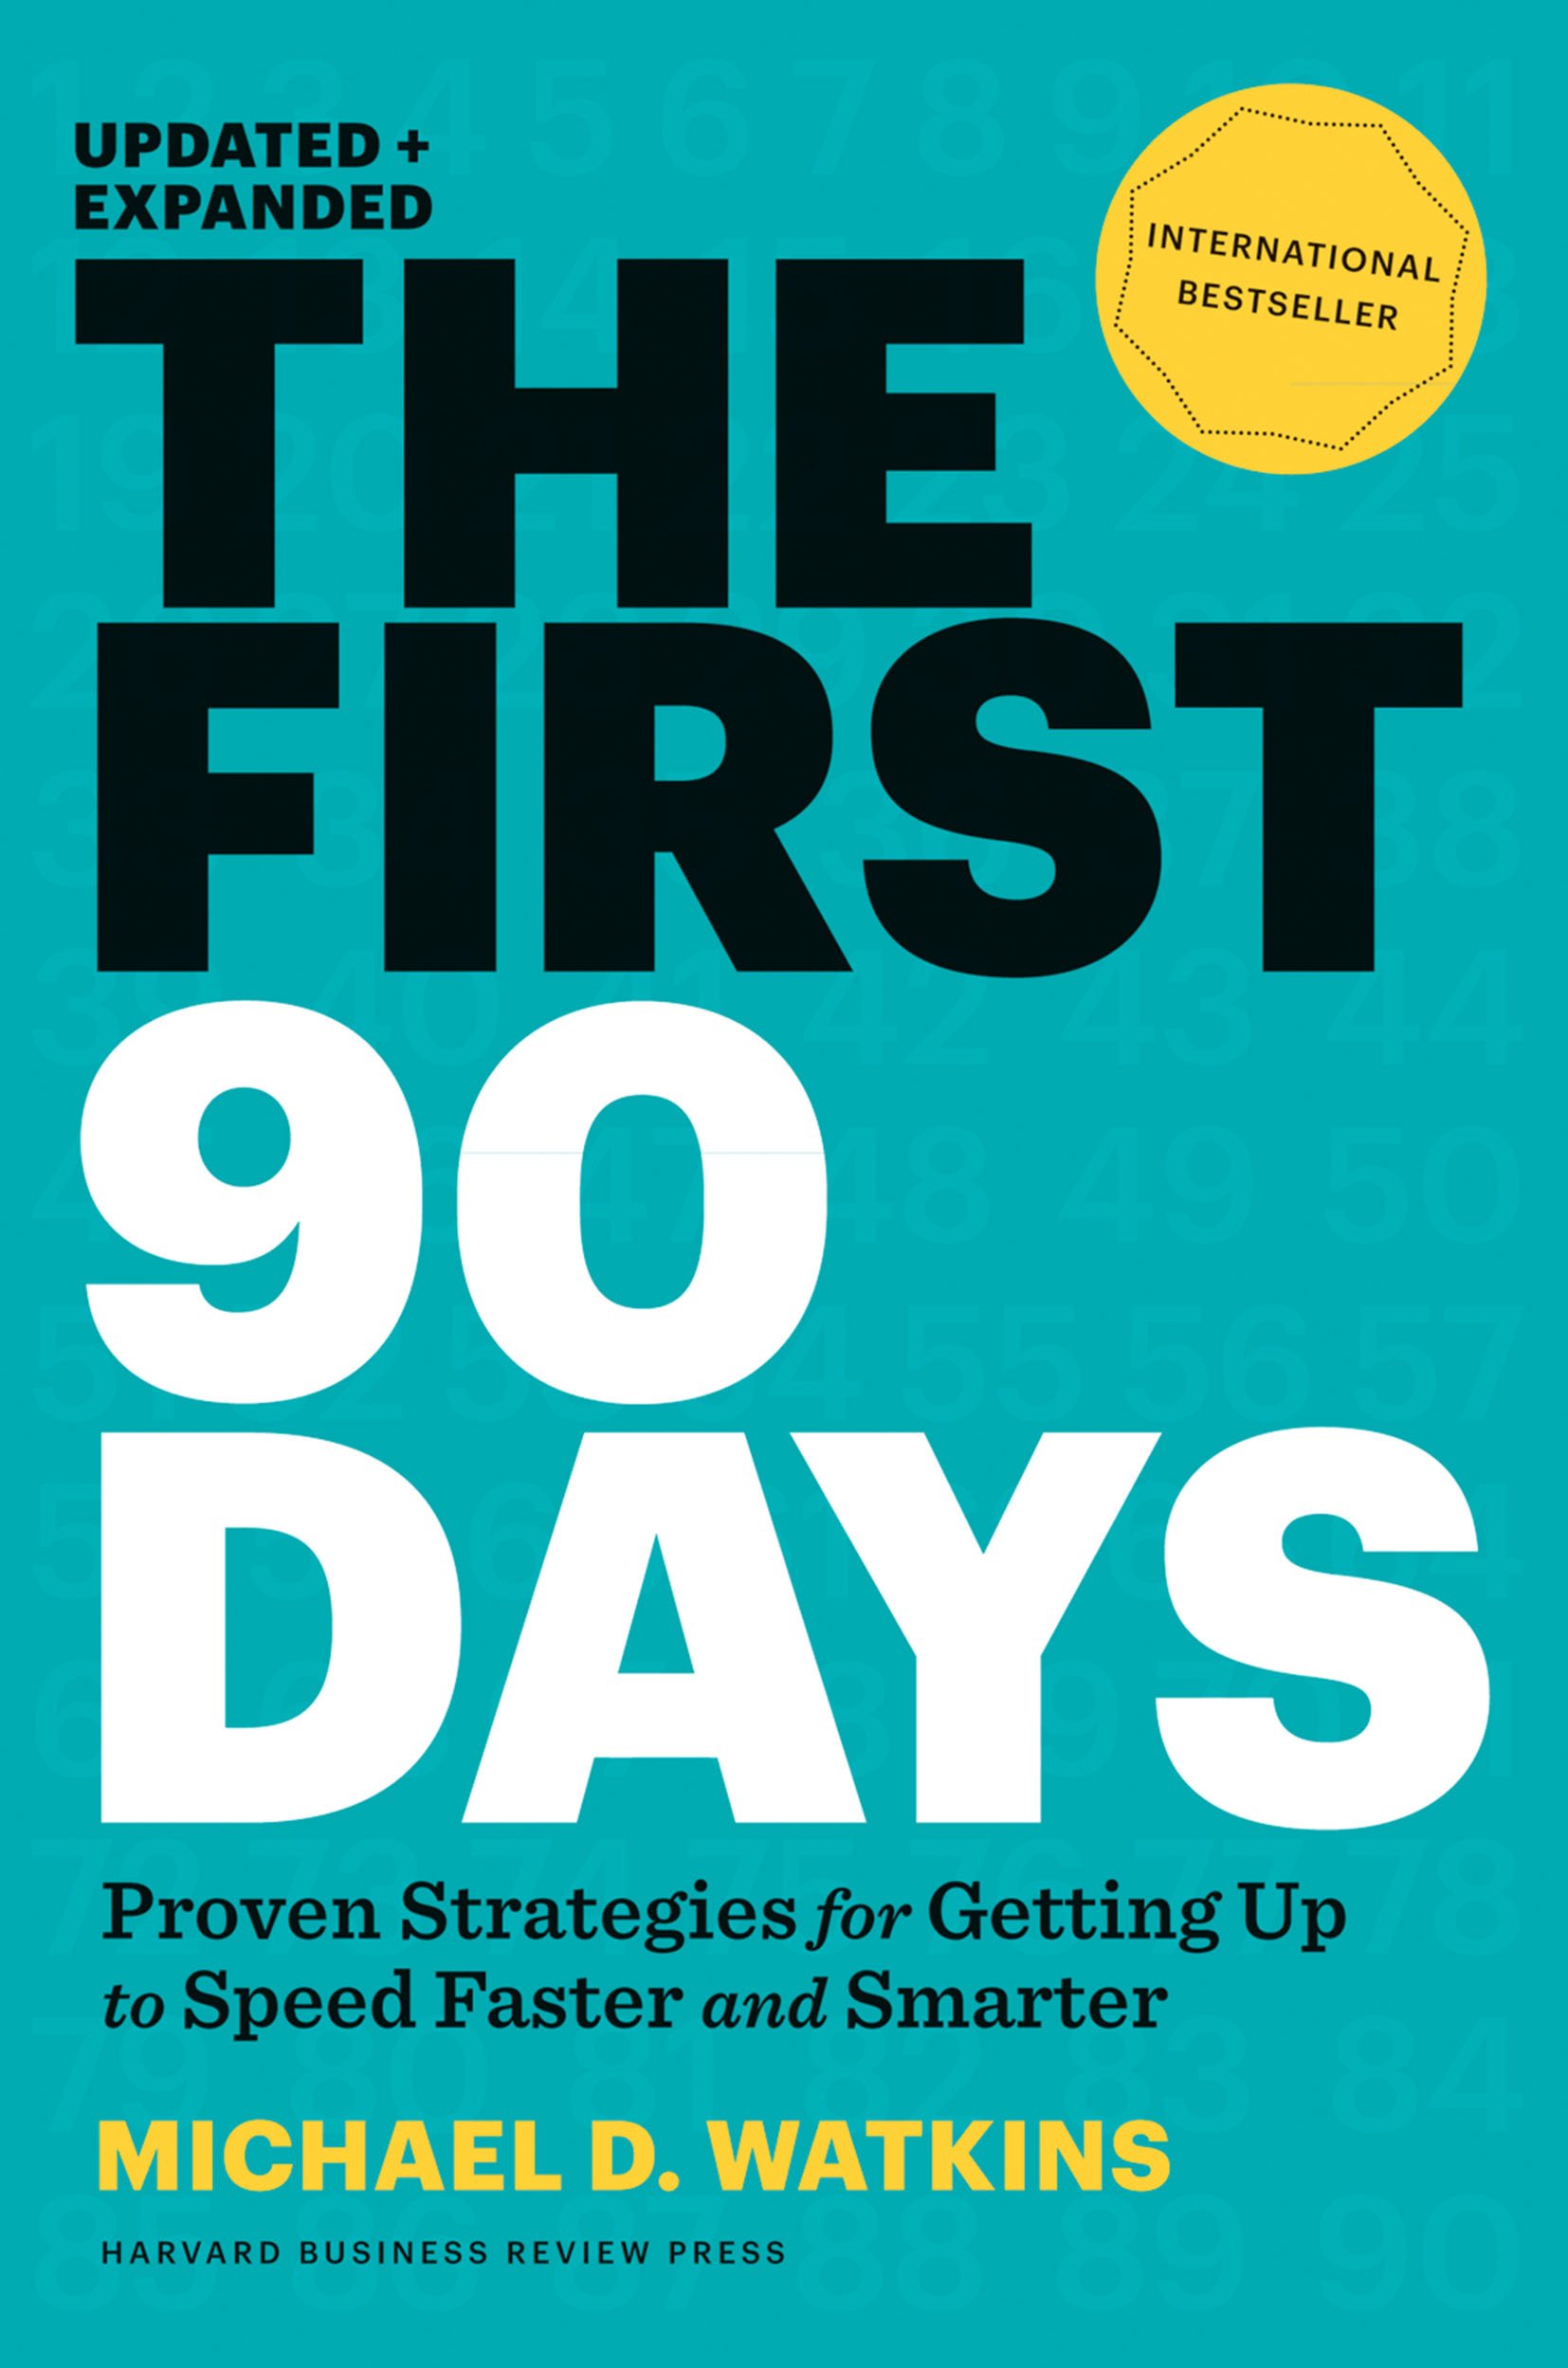 UPDATED +
EXPANDED
INTERNATIONAL
BESTSELLER
THE
FIRST
90
DAYS
Proven Strategies for Getting Up
to Speed Faster and Smarter
MICHAEL D. WATKINS
HARVARD BUSINESS REVIEW PRESS